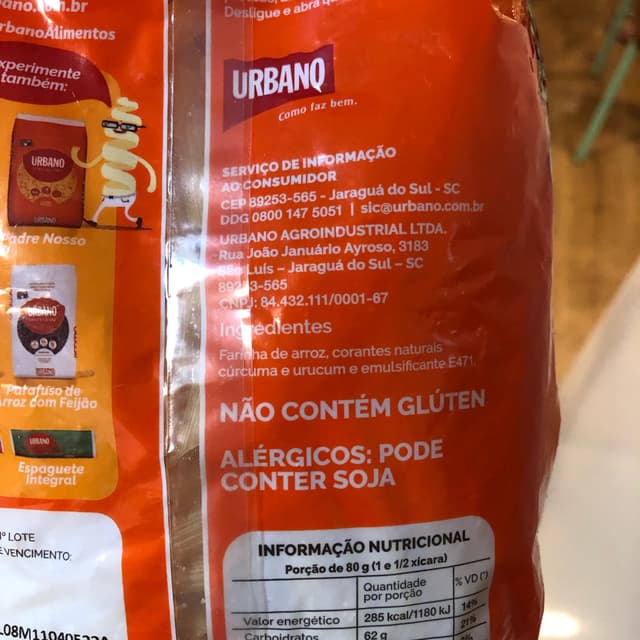 Desligue e abra
urbanoAlimentos
Experimente
também:
URBANO
URBANO
Padre Nosso
URBANO
Parafuso de
Arroz com Feijão
URBANO
Espaguete
Integral
Nº LOTE
VENCIMENTO:
URBANO
Como faz bem.
SERVIÇO DE INFORMAÇÃO
AO CONSUMIDOR
CEP 89253-565 - Jaraguá do Sul - SC
DDG 0800 147 5051 | sic@urbano.com.br
URBANO AGROINDUSTRIAL LTDA.
Rua João Januário Ayroso, 3183
São Luís – Jaraguá do Sul – SC
89253-565
CNPJ: 84.432.111/0001-67
Ingredientes
Farinha de arroz, corantes naturais
cúrcuma e urucum e emulsificante E471.
NÃO CONTÉM GLÚTEN
ALÉRGICOS: PODE
CONTER SOJA
INFORMAÇÃO NUTRICIONAL
Porção de 80 g (1 e 1/2 xícara)
Quantidade
por porção
% VD (*)
Valor energético 285 kcal/1180 kJ 14%
Carboidratos 62 g 21%